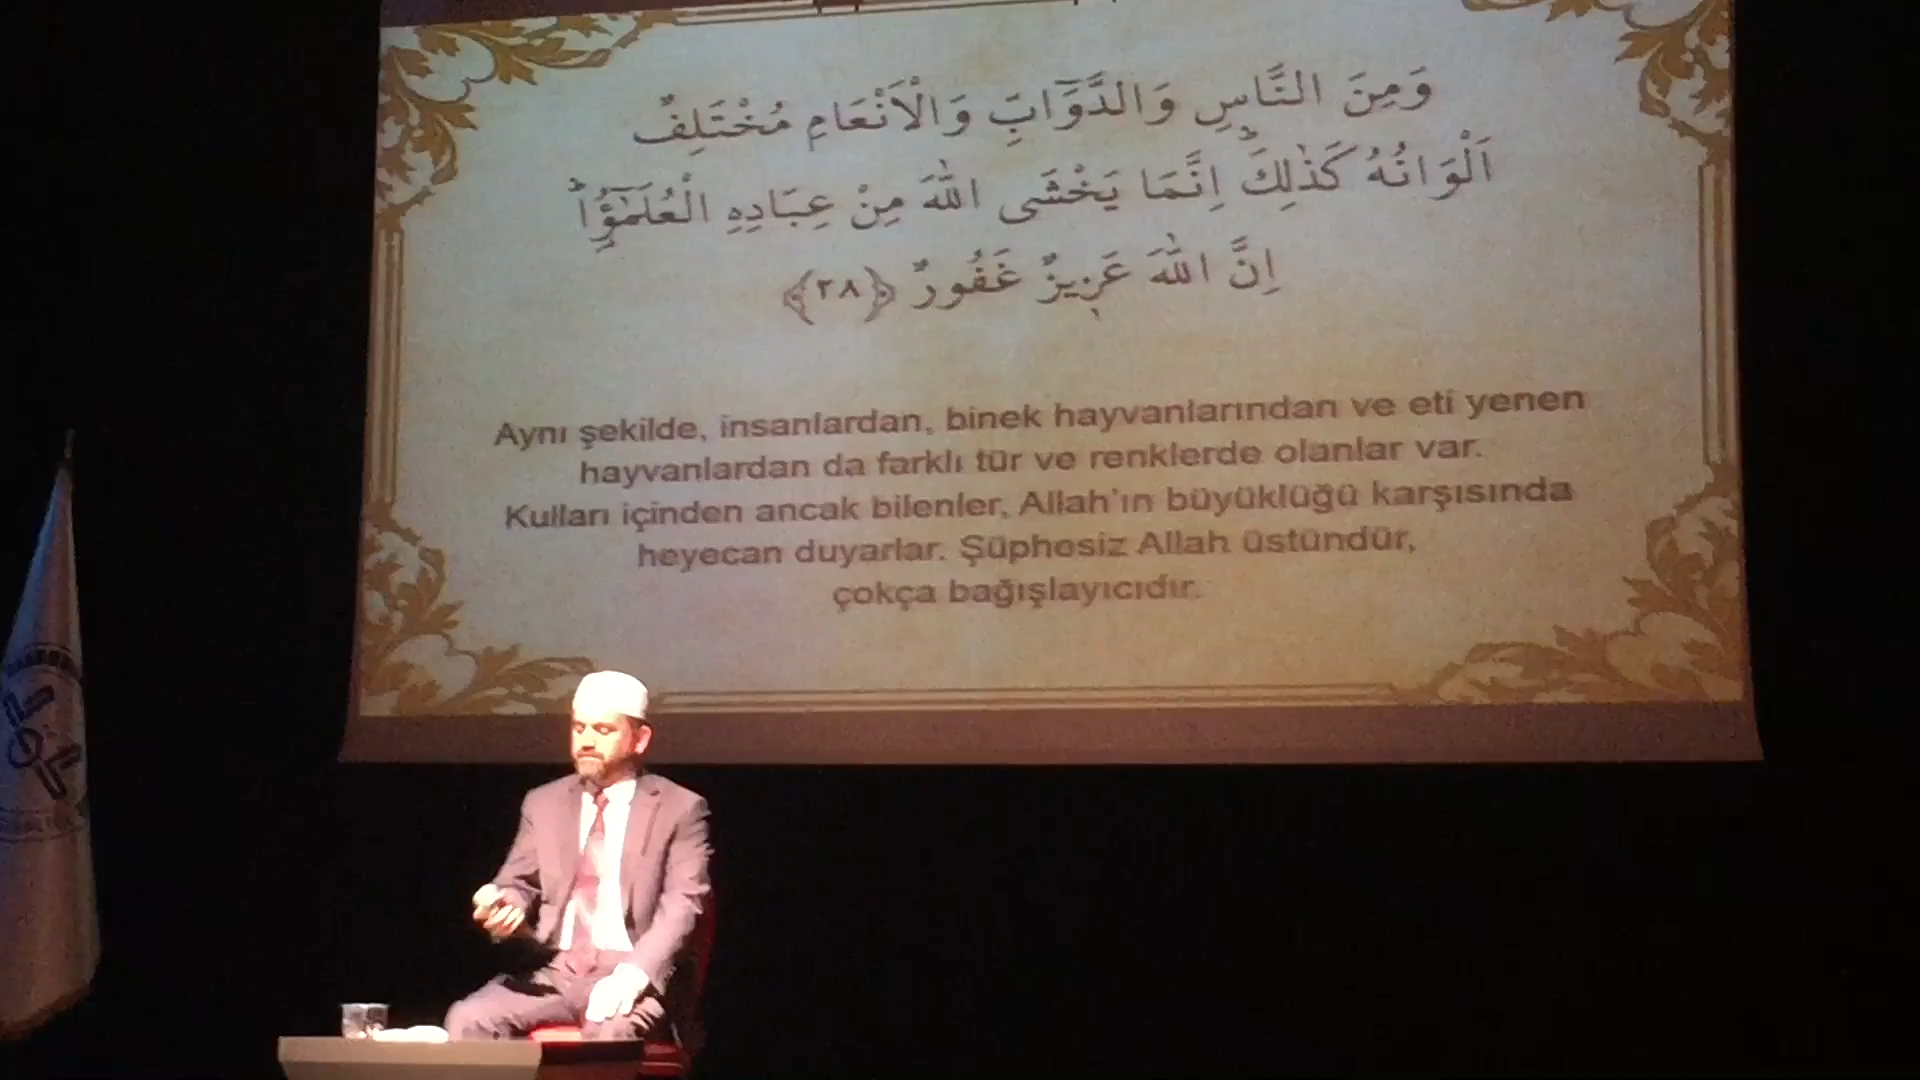 وَمِنَ النَّاسِ وَالدَّوَٓابِّ وَالْاَنْعَامِ مُخْتَلِفٌ
اَلْوَانُهُ كَذٰلِكَۜ اِنَّمَا يَخْشَى اللّٰهَ مِنْ عِبَادِهِ الْعُلَمٰٓؤُ۬اۜ
اِنَّ اللّٰهَ عَزٖيزٌ غَفُورٌ ﴿٢٨﴾
Aynı şekilde, insanlardan, binek hayvanlarından ve eti yenen
hayvanlardan da farklı tür ve renklerde olanlar var.
Kulları içinden ancak bilenler, Allah'ın büyüklüğü karşısında
heyecan duyarlar. Şüphesiz Allah üstündür,
çokça bağışlayıcıdır.